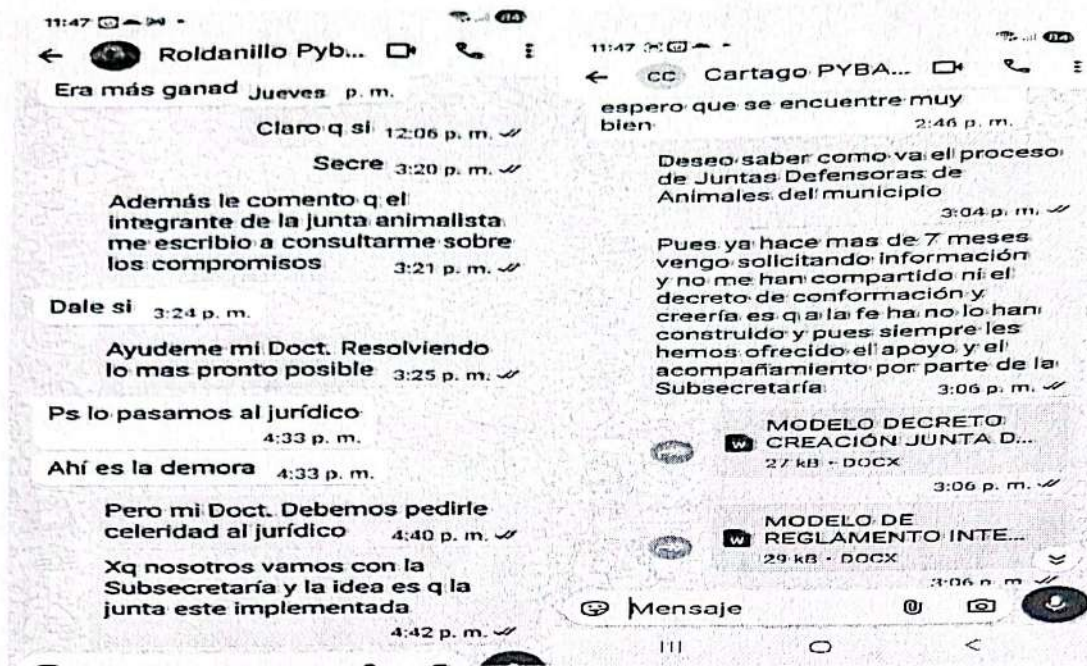 11:47
Roldanillo Pyb...
Era más ganad Jueves p. m.
Claro q si 12:06 p. m.
Secre 3:20 p. m.
Además le comento q el
integrante de la junta animalista
me escribio a consultarme sobre
los compromisos 3:21 p. m.
Dale si 3:24 p. m.
Ayudeme mi Doct. Resolviendo
lo mas pronto posible 3:25 p. m.
Ps lo pasamos al jurídico
4:33 p. m.
Ahí es la demora 4:33 p. m.
Pero mi Doct. Debemos pedirle
celeridad al jurídico 4:40 p. m.
Xq nosotros vamos con la
Subsecretaría y la idea es q la
junta este implementada
4:42 p. m.
11:47
CC Cartago PYBA...
espero que se encuentre muy
bien 2:46 p. m.
Deseo saber como va el proceso
de Juntas Defensoras de
Animales del municipio
3:04 p. m.
Pues ya hace mas de 7 meses
vengo solicitando información
y no me han compartido ni el
decreto de conformación y
creería es q a la fe ha no lo han
construido y pues siempre les
hemos ofrecido el apoyo y el
acompañamiento por parte de la
Subsecretaría 3:06 p. m.
W MODELO DECRETO
CREACIÓN JUNTA D...
27 kB - DOCX
3:06 p. m.
W MODELO DE
REGLAMENTO INTE...
29 kB - DOCX
3:06 p. m.
Mensaje